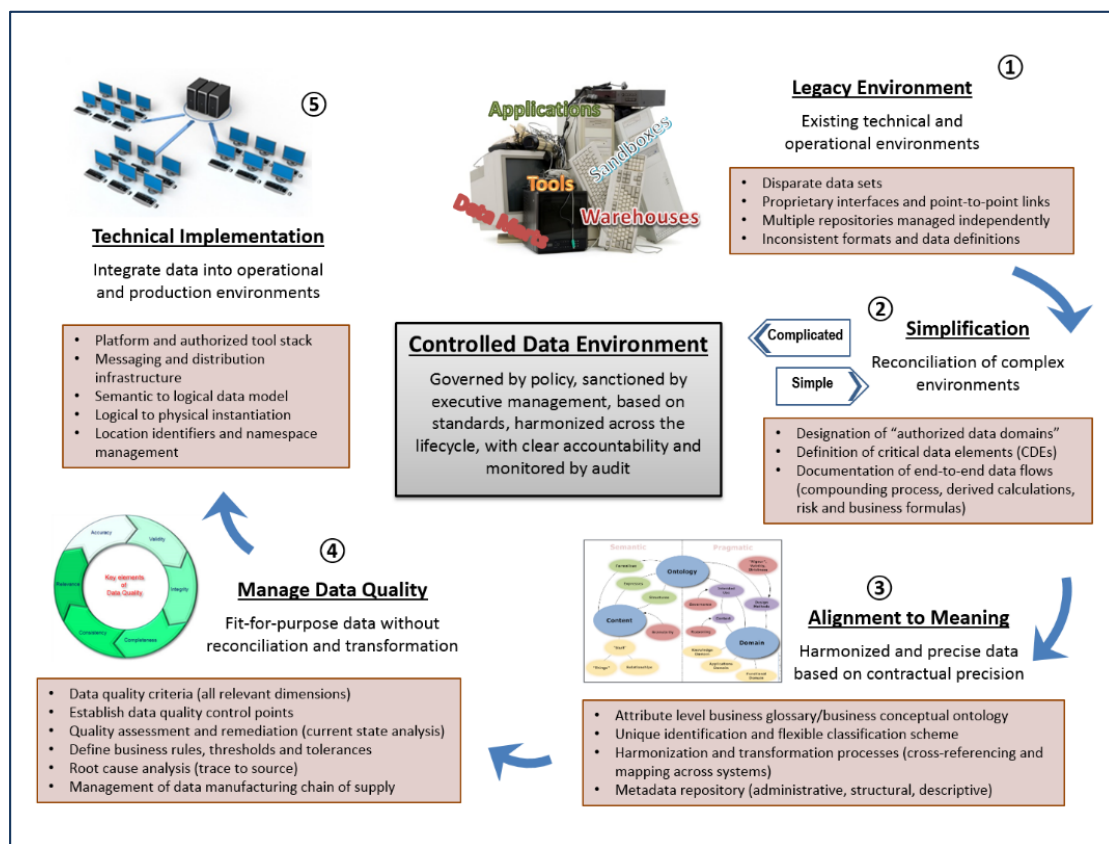 ①
Legacy Environment
Existing technical and
operational environments
• Disparate data sets
• Proprietary interfaces and point-to-point links
• Multiple repositories managed independently
• Inconsistent formats and data definitions
Applications
Sandboxes
Tools
Data Marts
Warehouses
②
Complicated
Simple
Simplification
Reconciliation of complex
environments
• Designation of “authorized data domains”
• Definition of critical data elements (CDEs)
• Documentation of end-to-end data flows
(compounding process, derived calculations,
risk and business formulas)
③
Alignment to Meaning
Harmonized and precise data
based on contractual precision
• Attribute level business glossary/business conceptual ontology
• Unique identification and flexible classification scheme
• Harmonization and transformation processes (cross-referencing and
mapping across systems)
• Metadata repository (administrative, structural, descriptive)
Semantic
Pragmatic
Ontology
Content
Domain
④
Manage Data Quality
Fit-for-purpose data without
reconciliation and transformation
• Data quality criteria (all relevant dimensions)
• Establish data quality control points
• Quality assessment and remediation (current state analysis)
• Define business rules, thresholds and tolerances
• Root cause analysis (trace to source)
• Management of data manufacturing chain of supply
Accuracy
Validity
Integrity
Completeness
Consistency
Key elements
of
Data Quality
⑤
Technical Implementation
Integrate data into operational
and production environments
• Platform and authorized tool stack
• Messaging and distribution
infrastructure
• Semantic to logical data model
• Logical to physical instantiation
• Location identifiers and namespace
management
Controlled Data Environment
Governed by policy, sanctioned by
executive management, based on
standards, harmonized across the
lifecycle, with clear accountability and
monitored by audit